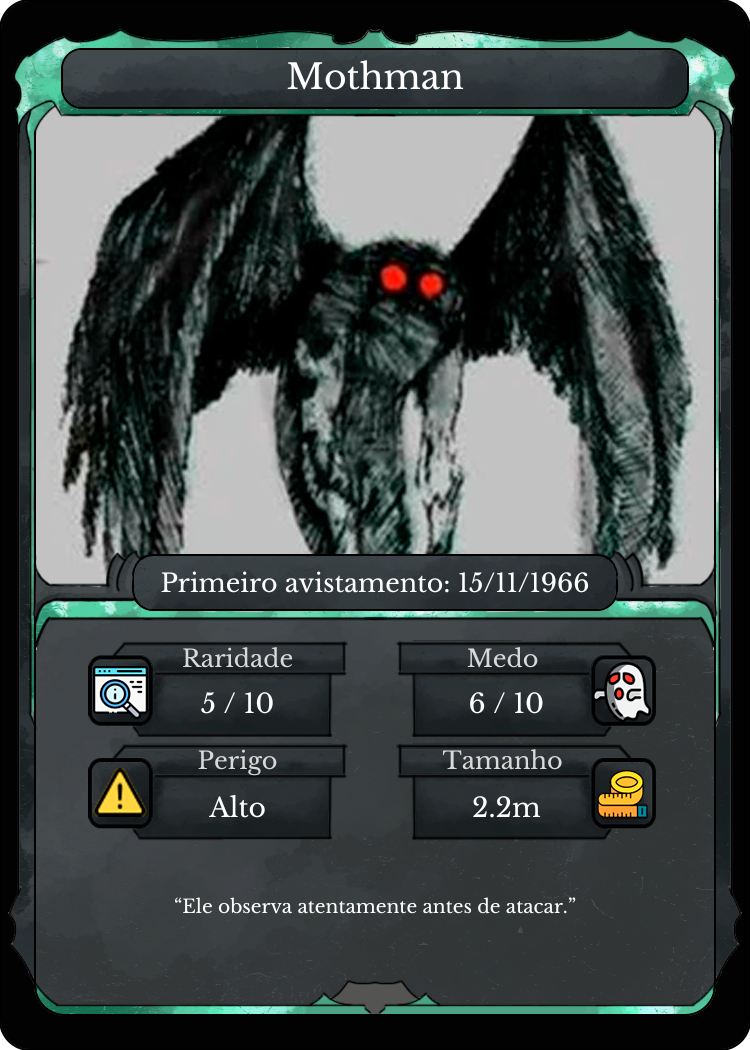 Mothman
Primeiro avistamento: 15/11/1966
Raridade
5 / 10
Medo
6 / 10
Perigo
Alto
Tamanho
2.2m
“Ele observa atentamente antes de atacar.”